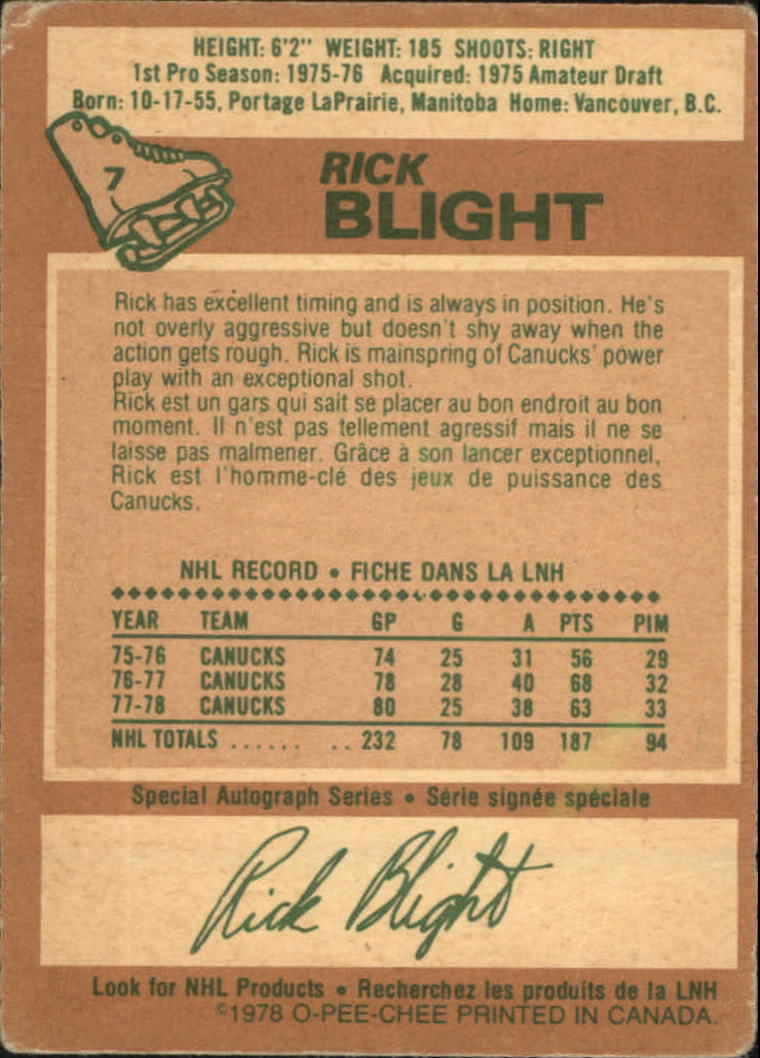 HEIGHT: 6'2" WEIGHT: 185 SHOOTS: RIGHT
1st Pro Season: 1975-76 Acquired: 1975 Amateur Draft
Born: 10-17-55, Portage LaPrairie, Manitoba Home: Vancouver, B.C.
7
RICK
BLIGHT
Rick has excellent timing and is always in position. He's
not overly aggressive but doesn't shy away when the
action gets rough. Rick is mainspring of Canucks' power
play with an exceptional shot.
Rick est un gars qui sait se placer au bon endroit au bon
moment. Il n'est pas tellement agressif mais il ne se
laisse pas malmener. Grâce à son lancer exceptionnel,
Rick est l'homme-clé des jeux de puissance des
Canucks.
NHL RECORD • FICHE DANS LA LNH
YEAR TEAM GP G A PTS PIM
75-76 CANUCKS 74 25 31 56 29
76-77 CANUCKS 78 28 40 68 32
77-78 CANUCKS 80 25 38 63 33
NHL TOTALS ...... .. 232 78 109 187 94
Special Autograph Series • Série signée spéciale
Rick Blight
Look for NHL Products • Recherchez les produits de la LNH
©1978 O-PEE-CHEE PRINTED IN CANADA.